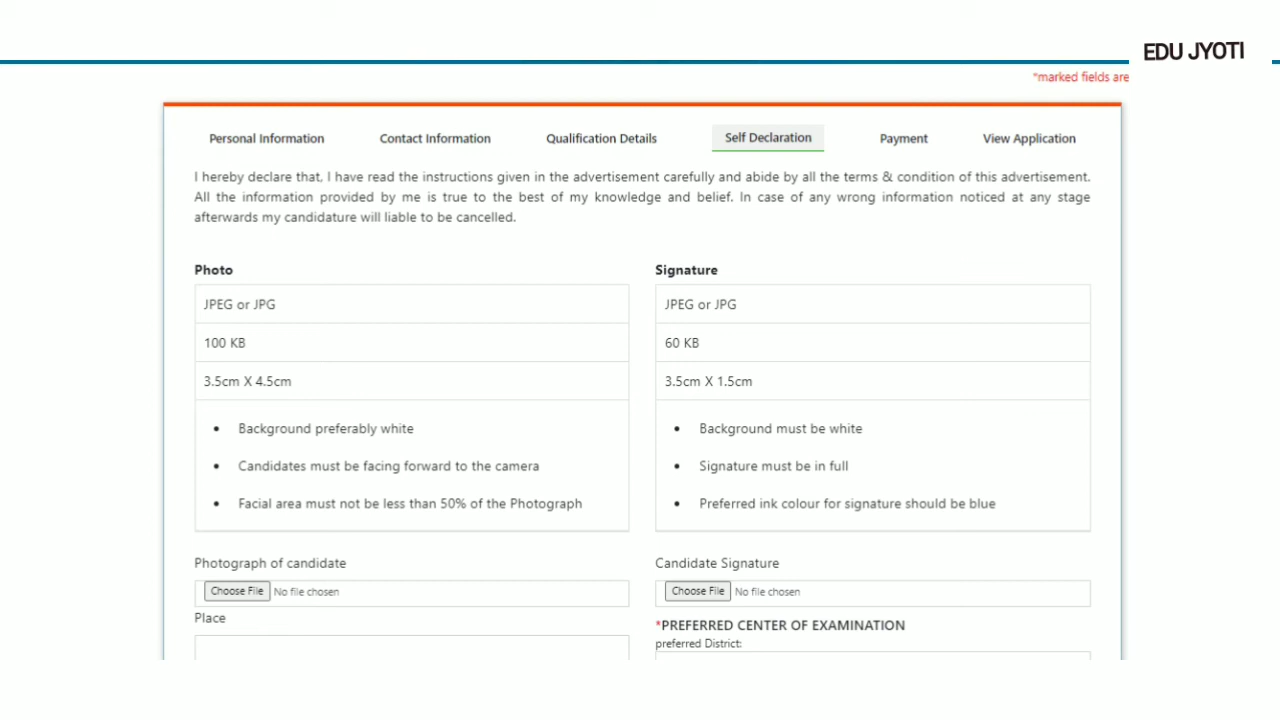 EDU JYOTI
*marked fields are
Personal Information Contact Information Qualification Details Self Declaration Payment View Application
I hereby declare that, I have read the instructions given in the advertisement carefully and abide by all the terms & condition of this advertisement.
All the information provided by me is true to the best of my knowledge and belief. In case of any wrong information noticed at any stage
afterwards my candidature will liable to be cancelled.
Photo
JPEG or JPG
100 KB
3.5cm X 4.5cm
• Background preferably white
• Candidates must be facing forward to the camera
• Facial area must not be less than 50% of the Photograph
Signature
JPEG or JPG
60 KB
3.5cm X 1.5cm
• Background must be white
• Signature must be in full
• Preferred ink colour for signature should be blue
Photograph of candidate
Choose File No file chosen
Place
Candidate Signature
Choose File No file chosen
*PREFERRED CENTER OF EXAMINATION
preferred District: